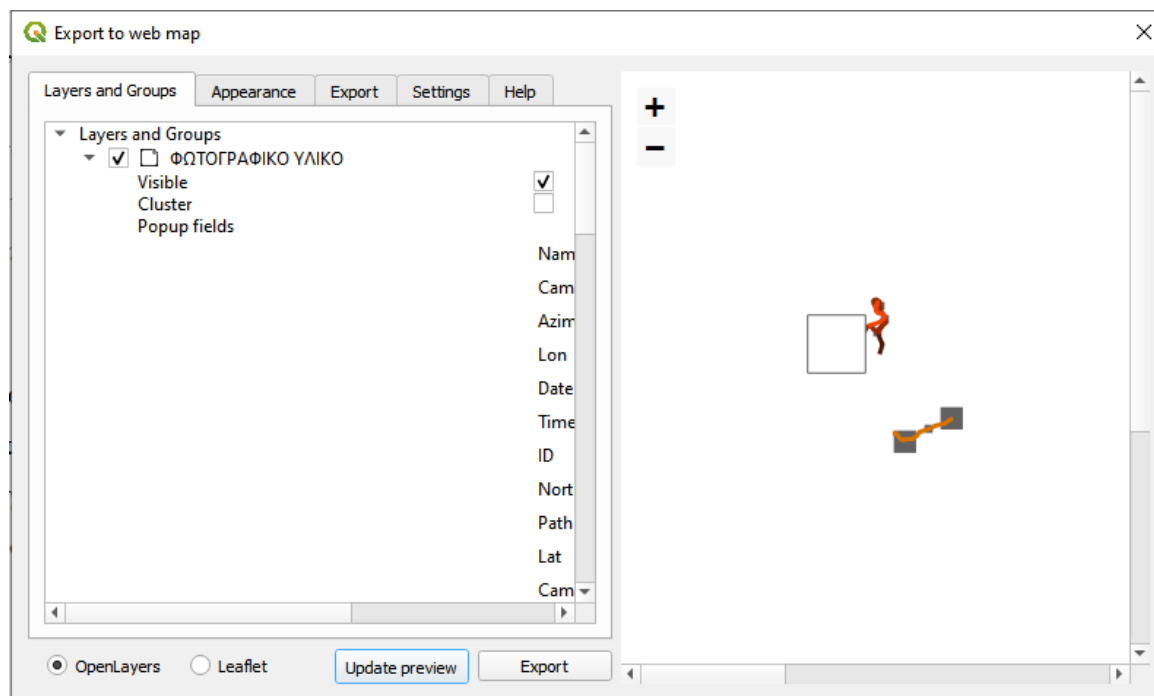 Export to web map
Layers and Groups Appearance Export Settings Help
Layers and Groups
ΦΩΤΟΓΡΑΦΙΚΟ ΥΛΙΚΟ
Visible
Cluster
Popup fields
Nam
Cam
Azim
Lon
Date
Time
ID
Nort
Path
Lat
Cam
OpenLayers Leaflet Update preview Export
+
−